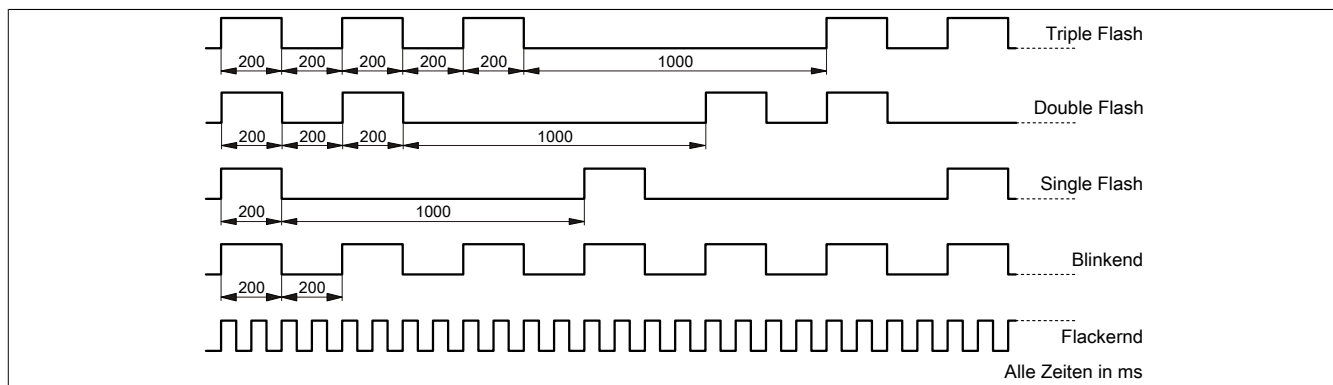 Triple Flash
200 200 200 200 200 1000
Double Flash
200 200 200 1000
Single Flash
200 1000
Blinkend
200 200
Flackernd
Alle Zeiten in ms